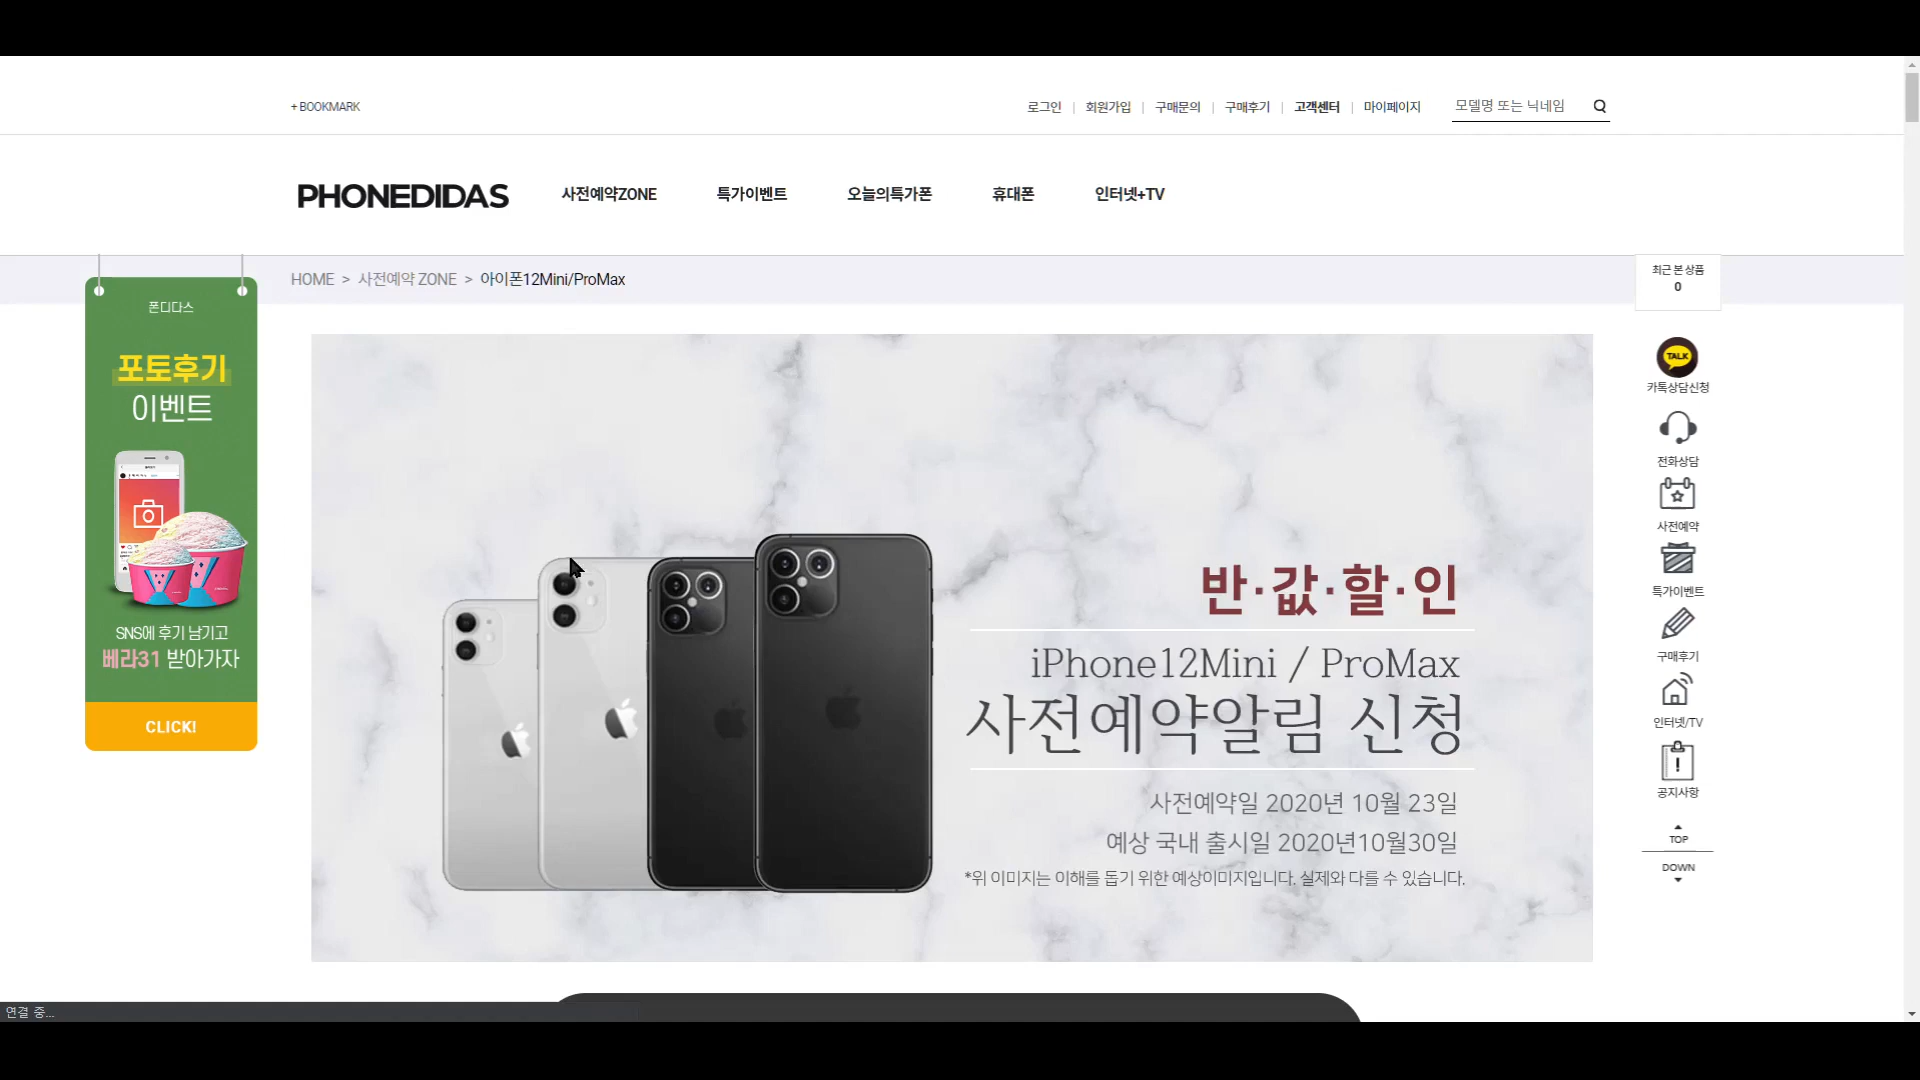 + BOOKMARK
로그인 | 회원가입 | 구매문의 | 구매후기 | 고객센터 | 마이페이지
모델명 또는 닉네임
PHONEDIDAS
사전예약ZONE
특가이벤트
오늘의특가폰
휴대폰
인터넷+TV
HOME > 사전예약 ZONE > 아이폰12Mini/ProMax
폰디다스
포토후기
이벤트
SNS에 후기 남기고
베라31 받아가자
CLICK!
반·값·할·인
iPhone12Mini / ProMax
사전예약알림 신청
사전예약일 2020년 10월 23일
예상 국내 출시일 2020년10월30일
*위 이미지는 이해를 돕기 위한 예상이미지입니다. 실제와 다를 수 있습니다.
최근 본 상품
0
TALK
카톡상담신청
전화상담
사전예약
특가이벤트
구매후기
인터넷/TV
공지사항
TOP
DOWN
연결 중...